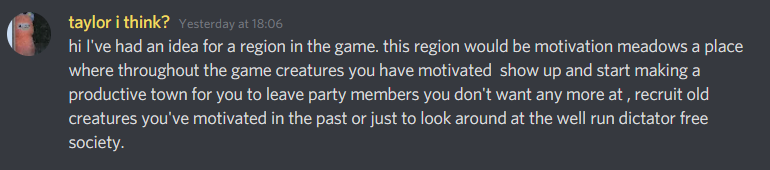 taylor i think? Yesterday at 18:06
hi I've had an idea for a region in the game. this region would be motivation meadows a place
where throughout the game creatures you have motivated  show up and start making a
productive town for you to leave party members you don't want any more at , recruit old
creatures you've motivated in the past or just to look around at the well run dictator free
society.